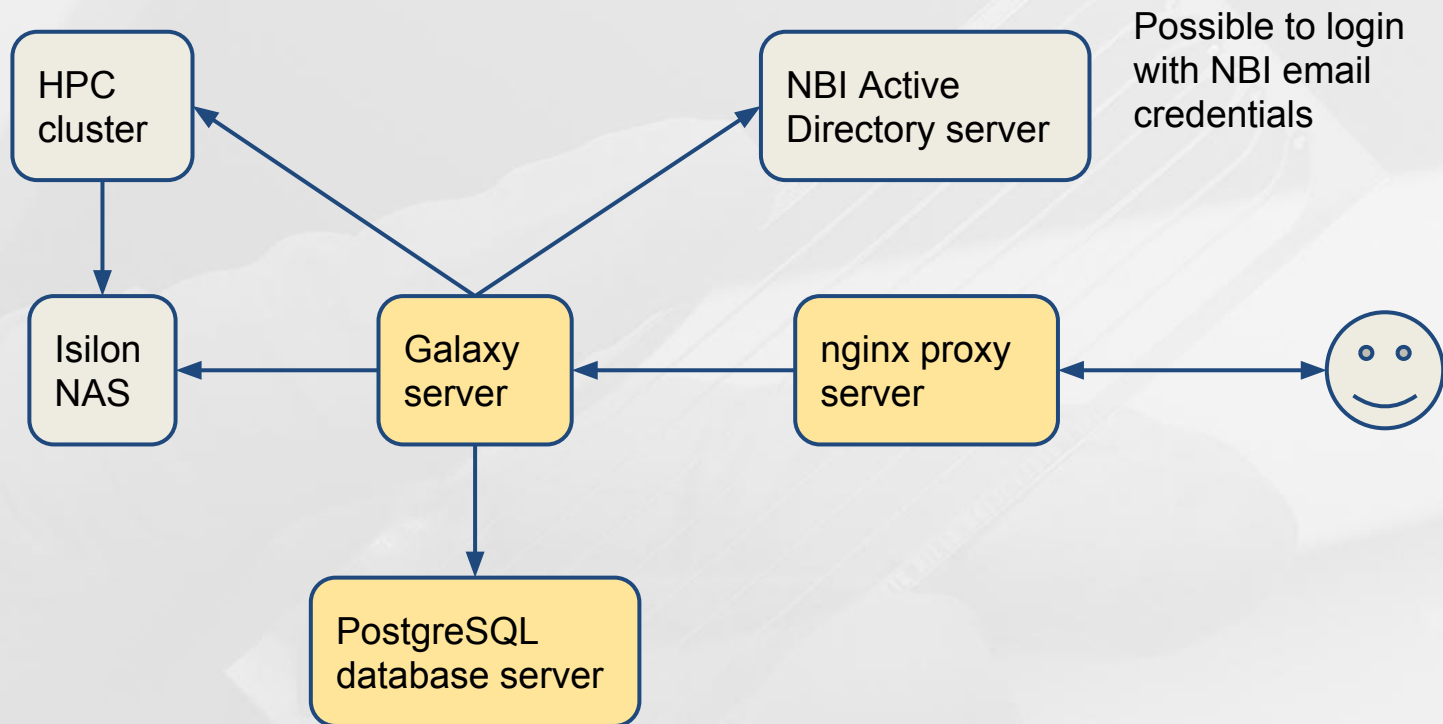 HPC
cluster
NBI Active
Directory server
Possible to login
with NBI email
credentials
Isilon
NAS
Galaxy
server
nginx proxy
server
PostgreSQL
database server